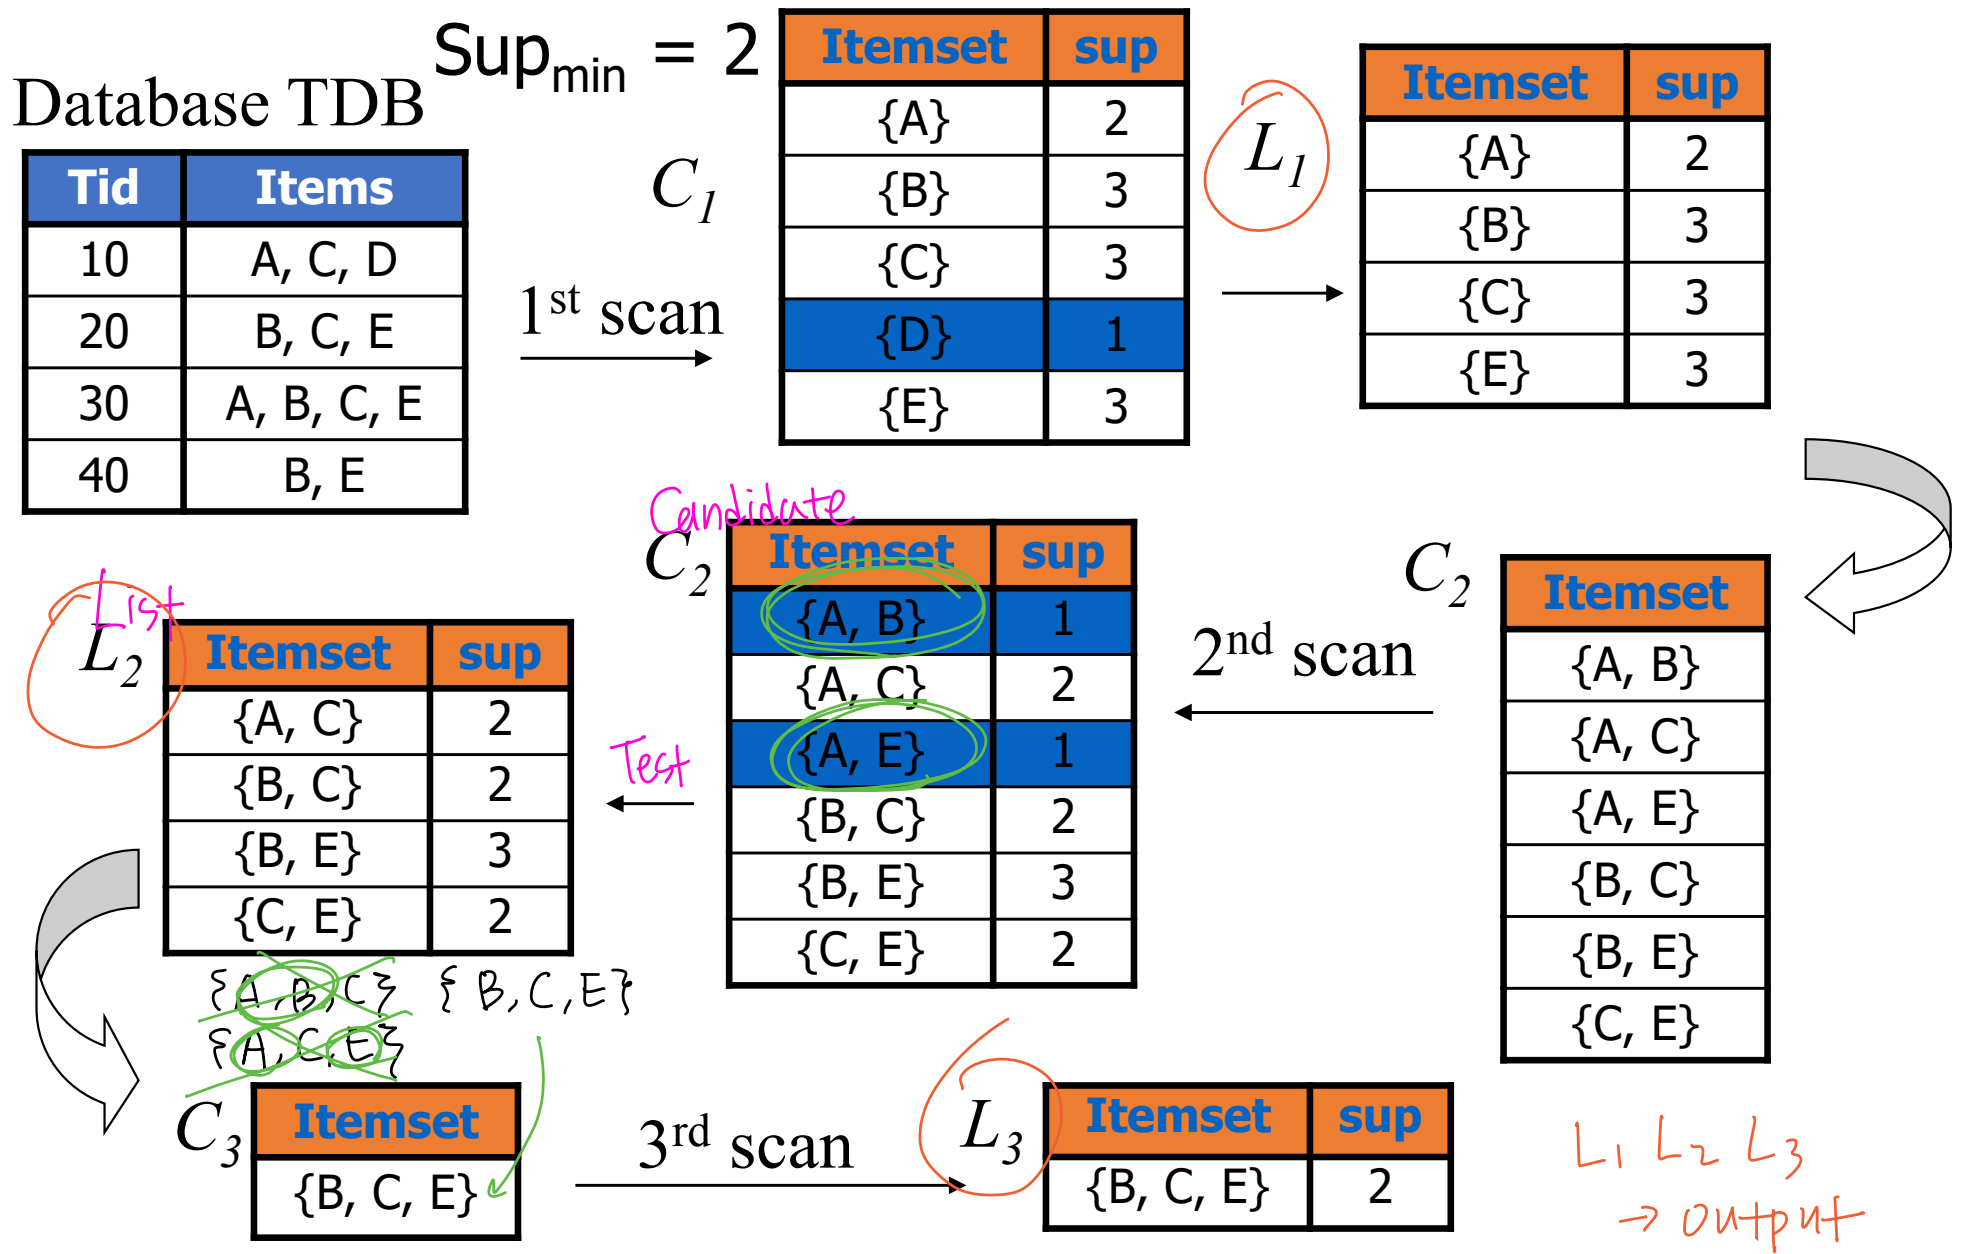 Sup_min = 2
Database TDB
Tid Items
10 A, C, D
20 B, C, E
30 A, B, C, E
40 B, E
1st scan
C1
Itemset sup
{A} 2
{B} 3
{C} 3
{D} 1
{E} 3
L1
Itemset sup
{A} 2
{B} 3
{C} 3
{E} 3
C2
Itemset
{A, B}
{A, C}
{A, E}
{B, C}
{B, E}
{C, E}
2nd scan
Candidate
C2
Itemset sup
{A, B} 1
{A, C} 2
{A, E} 1
{B, C} 2
{B, E} 3
{C, E} 2
Test
List
L2
Itemset sup
{A, C} 2
{B, C} 2
{B, E} 3
{C, E} 2
{A,B,C} {B,C,E}
{A,C,E}
C3
Itemset
{B, C, E}
3rd scan
L3
Itemset sup
{B, C, E} 2
L1 L2 L3
→ output